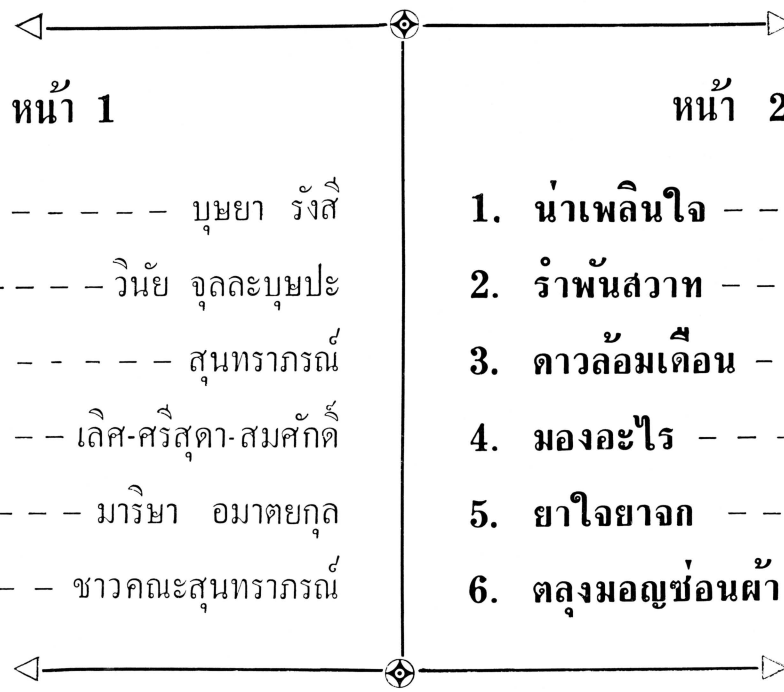 หน้า 1
– – – – – บุษยา รังสี
– – – – วินัย จุลละบุษปะ
– – – – – สุนทราภรณ์
– – เลิศ-ศรีสุดา-สมศักดิ์
– – – มาริษา อมาตยกุล
– – ชาวคณะสุนทราภรณ์
หน้า 2
1. น่าเพลินใจ – –
2. รำพันสวาท – –
3. ดาวล้อมเดือน –
4. มองอะไร – – –
5. ยาใจยาจก – –
6. ตลุงมอญซ่อนผ้า